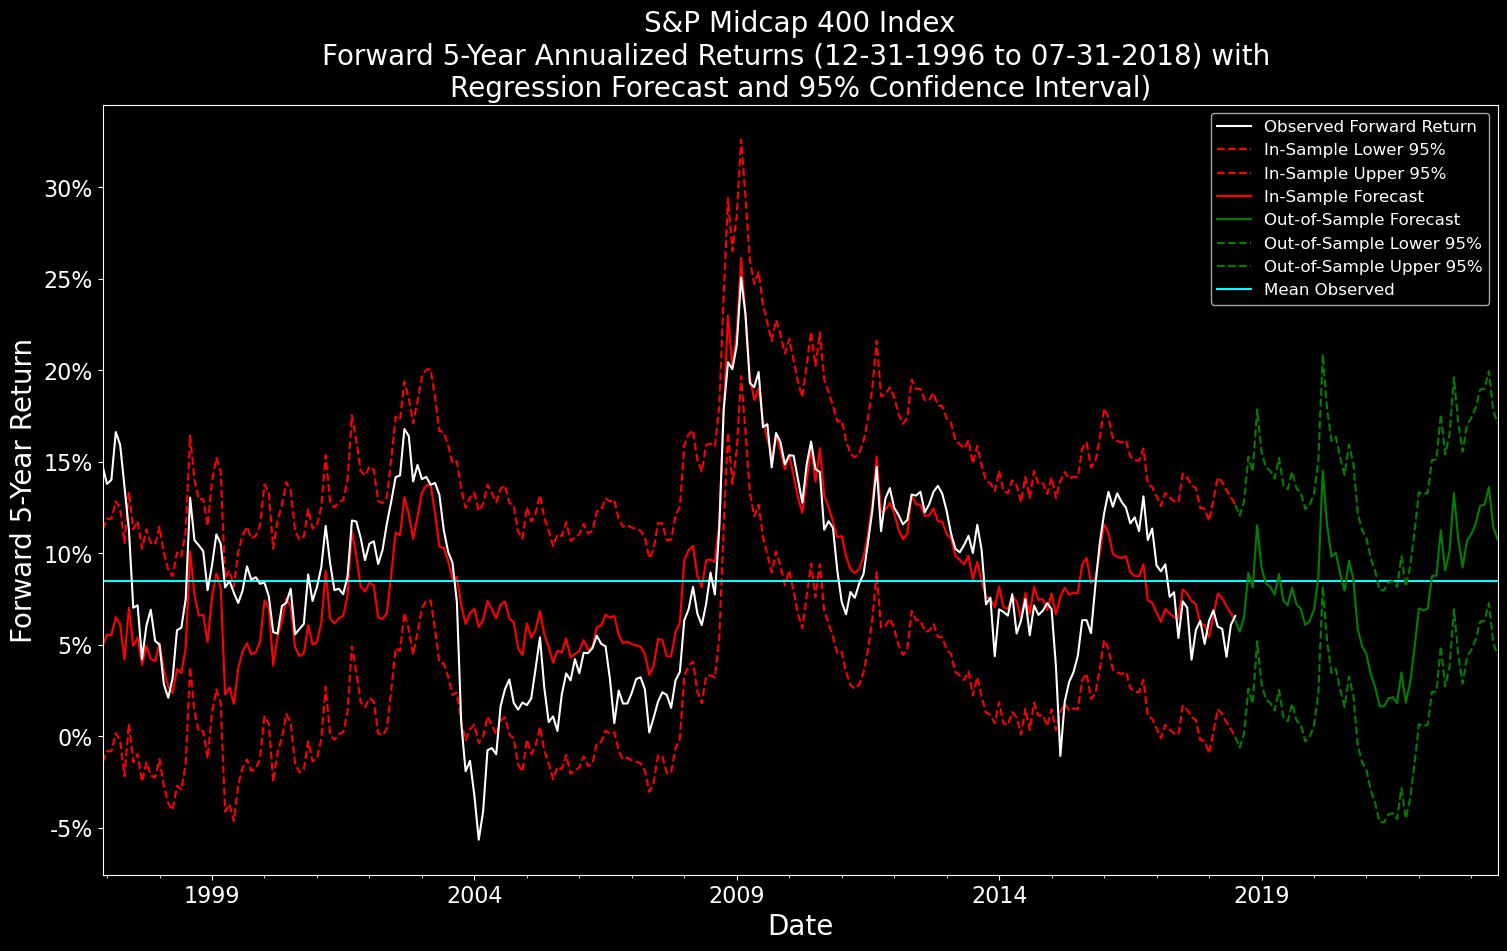 S&P Midcap 400 Index
Forward 5-Year Annualized Returns (12-31-1996 to 07-31-2018) with
Regression Forecast and 95% Confidence Interval)
Observed Forward Return
In-Sample Lower 95%
In-Sample Upper 95%
In-Sample Forecast
Out-of-Sample Forecast
Out-of-Sample Lower 95%
Out-of-Sample Upper 95%
Mean Observed
Forward 5-Year Return
30%
25%
20%
15%
10%
5%
0%
-5%
1999
2004
2009
2014
2019
Date